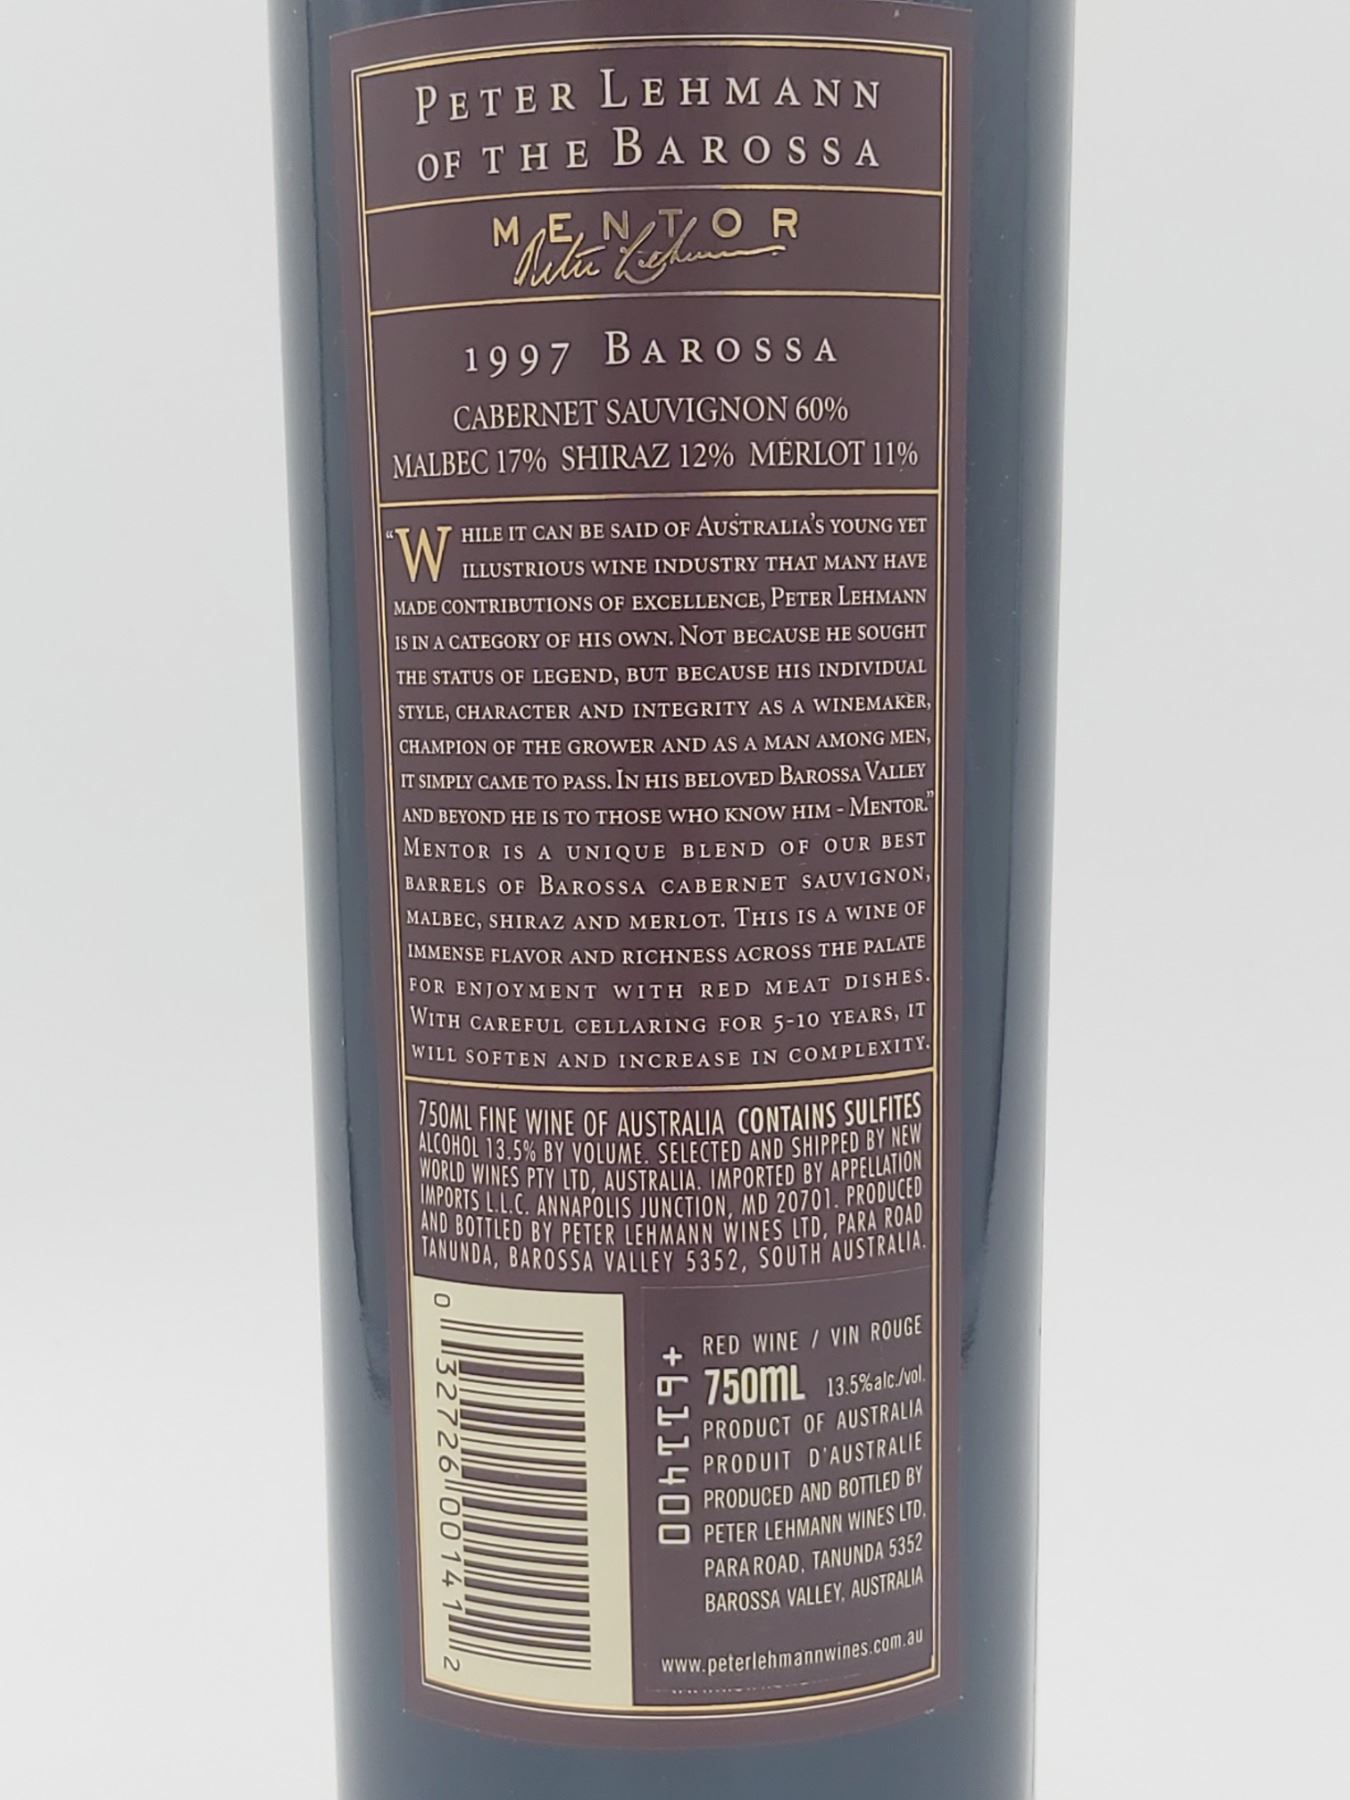 PETER LEHMANN
OF THE BAROSSA
MENTOR
Peter Lehmann
1997 BAROSSA
CABERNET SAUVIGNON 60%
MALBEC 17% SHIRAZ 12% MERLOT 11%
"WHILE IT CAN BE SAID OF AUSTRALIA'S YOUNG YET
ILLUSTRIOUS WINE INDUSTRY THAT MANY HAVE
MADE CONTRIBUTIONS OF EXCELLENCE, PETER LEHMANN
IS IN A CATEGORY OF HIS OWN. NOT BECAUSE HE SOUGHT
THE STATUS OF LEGEND, BUT BECAUSE HIS INDIVIDUAL
STYLE, CHARACTER AND INTEGRITY AS A WINEMAKER,
CHAMPION OF THE GROWER AND AS A MAN AMONG MEN,
IT SIMPLY CAME TO PASS. IN HIS BELOVED BAROSSA VALLEY
AND BEYOND HE IS TO THOSE WHO KNOW HIM - MENTOR."
MENTOR IS A UNIQUE BLEND OF OUR BEST
BARRELS OF BAROSSA CABERNET SAUVIGNON,
MALBEC, SHIRAZ AND MERLOT. THIS IS A WINE OF
IMMENSE FLAVOR AND RICHNESS ACROSS THE PALATE
FOR ENJOYMENT WITH RED MEAT DISHES.
WITH CAREFUL CELLARING FOR 5-10 YEARS, IT
WILL SOFTEN AND INCREASE IN COMPLEXITY.
750ML FINE WINE OF AUSTRALIA CONTAINS SULFITES
ALCOHOL 13.5% BY VOLUME. SELECTED AND SHIPPED BY NEW
WORLD WINES PTY LTD, AUSTRALIA. IMPORTED BY APPELLATION
IMPORTS L.L.C. ANNAPOLIS JUNCTION, MD 20701. PRODUCED
AND BOTTLED BY PETER LEHMANN WINES LTD, PARA ROAD
TANUNDA, BAROSSA VALLEY 5352, SOUTH AUSTRALIA.
0 32726 00141 2
+611400
RED WINE / VIN ROUGE
750mL 13.5%alc./vol.
PRODUCT OF AUSTRALIA
PRODUIT D'AUSTRALIE
PRODUCED AND BOTTLED BY
PETER LEHMANN WINES LTD,
PARA ROAD, TANUNDA 5352
BAROSSA VALLEY, AUSTRALIA
www.peterlehmannwines.com.au